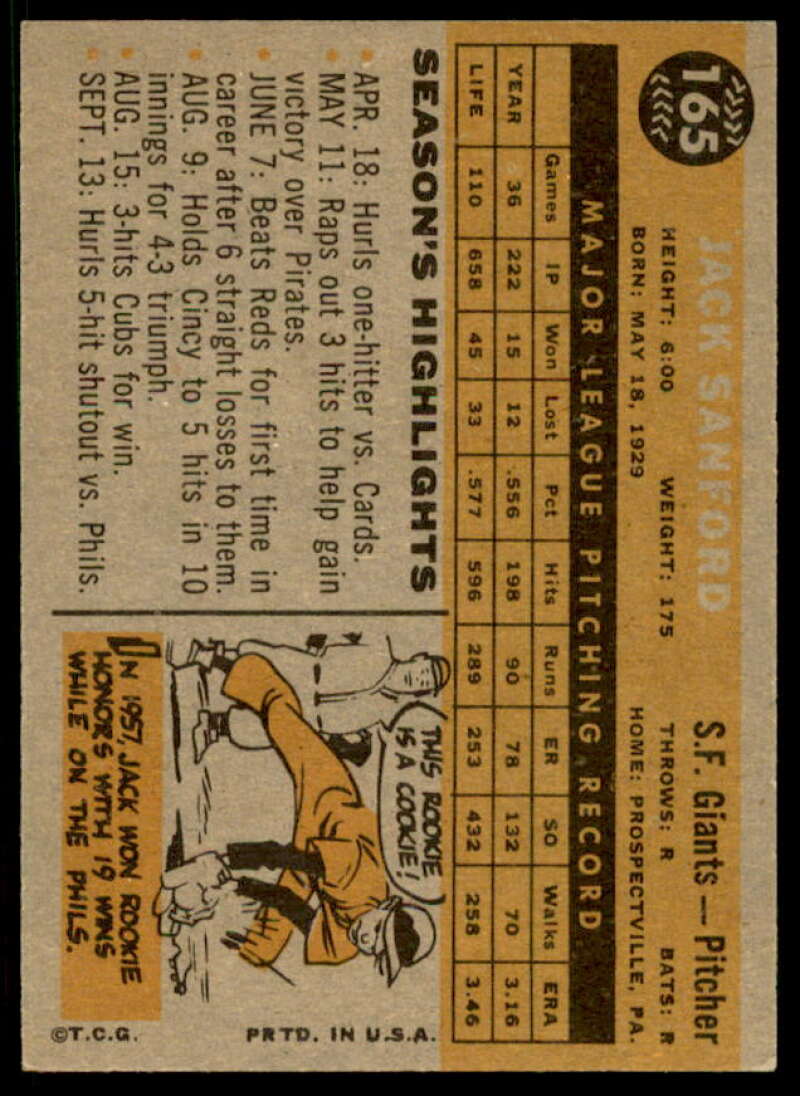 165
JACK SANFORD
S.F. Giants — Pitcher
HEIGHT: 6:00 WEIGHT: 175 THROWS: R BATS: R
BORN: MAY 18, 1929 HOME: PROSPECTVILLE, PA.
MAJOR LEAGUE PITCHING RECORD
Games IP Won Lost Pct Hits Runs ER SO Walks ERA
YEAR 36 222 15 12 .556 198 90 78 132 70 3.16
LIFE 110 658 45 33 .577 596 289 253 432 258 3.46
SEASON'S HIGHLIGHTS
APR. 18: Hurls one-hitter vs. Cards.
MAY 11: Raps out 3 hits to help gain
victory over Pirates.
JUNE 7: Beats Reds for first time in
career after 6 straight losses to them.
AUG. 9: Holds Cincy to 5 hits in 10
innings for 4-3 triumph.
AUG. 15: 3-hits Cubs for win.
SEPT. 13: Hurls 5-hit shutout vs. Phils.
THIS ROOKIE
IS A COOKIE!
IN 1957, JACK WON ROOKIE
HONORS WITH 19 WINS
WHILE ON THE PHILS.
©T.C.G. PRTD. IN U.S.A.